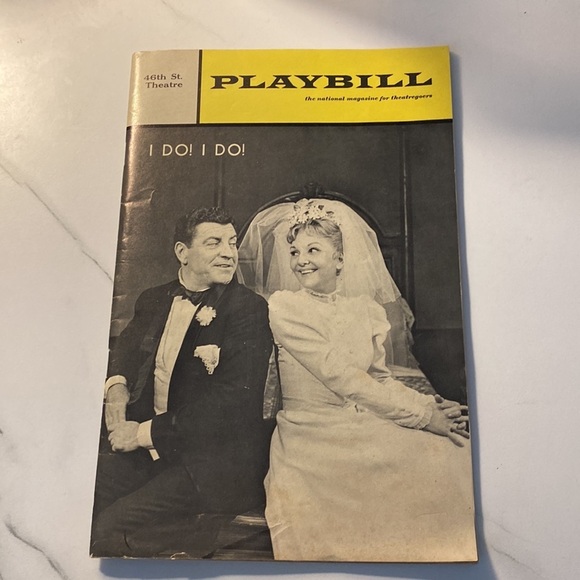 46th St.
Theatre
PLAYBILL
the national magazine for theatregoers
I DO! I DO!